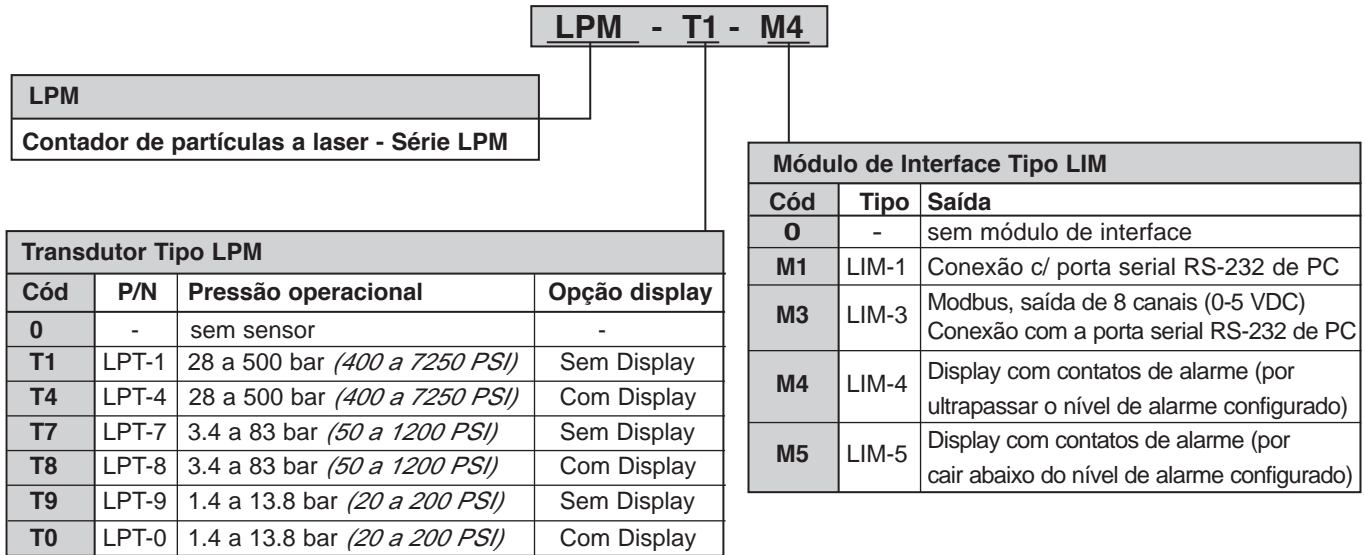 LPM - T1 - M4
LPM
Contador de partículas a laser - Série LPM
Transdutor Tipo LPM
Cód P/N Pressão operacional Opção display
0 - sem sensor -
T1 LPT-1 28 a 500 bar (400 a 7250 PSI) Sem Display
T4 LPT-4 28 a 500 bar (400 a 7250 PSI) Com Display
T7 LPT-7 3.4 a 83 bar (50 a 1200 PSI) Sem Display
T8 LPT-8 3.4 a 83 bar (50 a 1200 PSI) Com Display
T9 LPT-9 1.4 a 13.8 bar (20 a 200 PSI) Sem Display
T0 LPT-0 1.4 a 13.8 bar (20 a 200 PSI) Com Display
Módulo de Interface Tipo LIM
Cód Tipo Saída
0 - sem módulo de interface
M1 LIM-1 Conexão c/ porta serial RS-232 de PC
M3 LIM-3 Modbus, saída de 8 canais (0-5 VDC)
Conexão com a porta serial RS-232 de PC
M4 LIM-4 Display com contatos de alarme (por
ultrapassar o nível de alarme configurado)
M5 LIM-5 Display com contatos de alarme (por
cair abaixo do nível de alarme configurado)